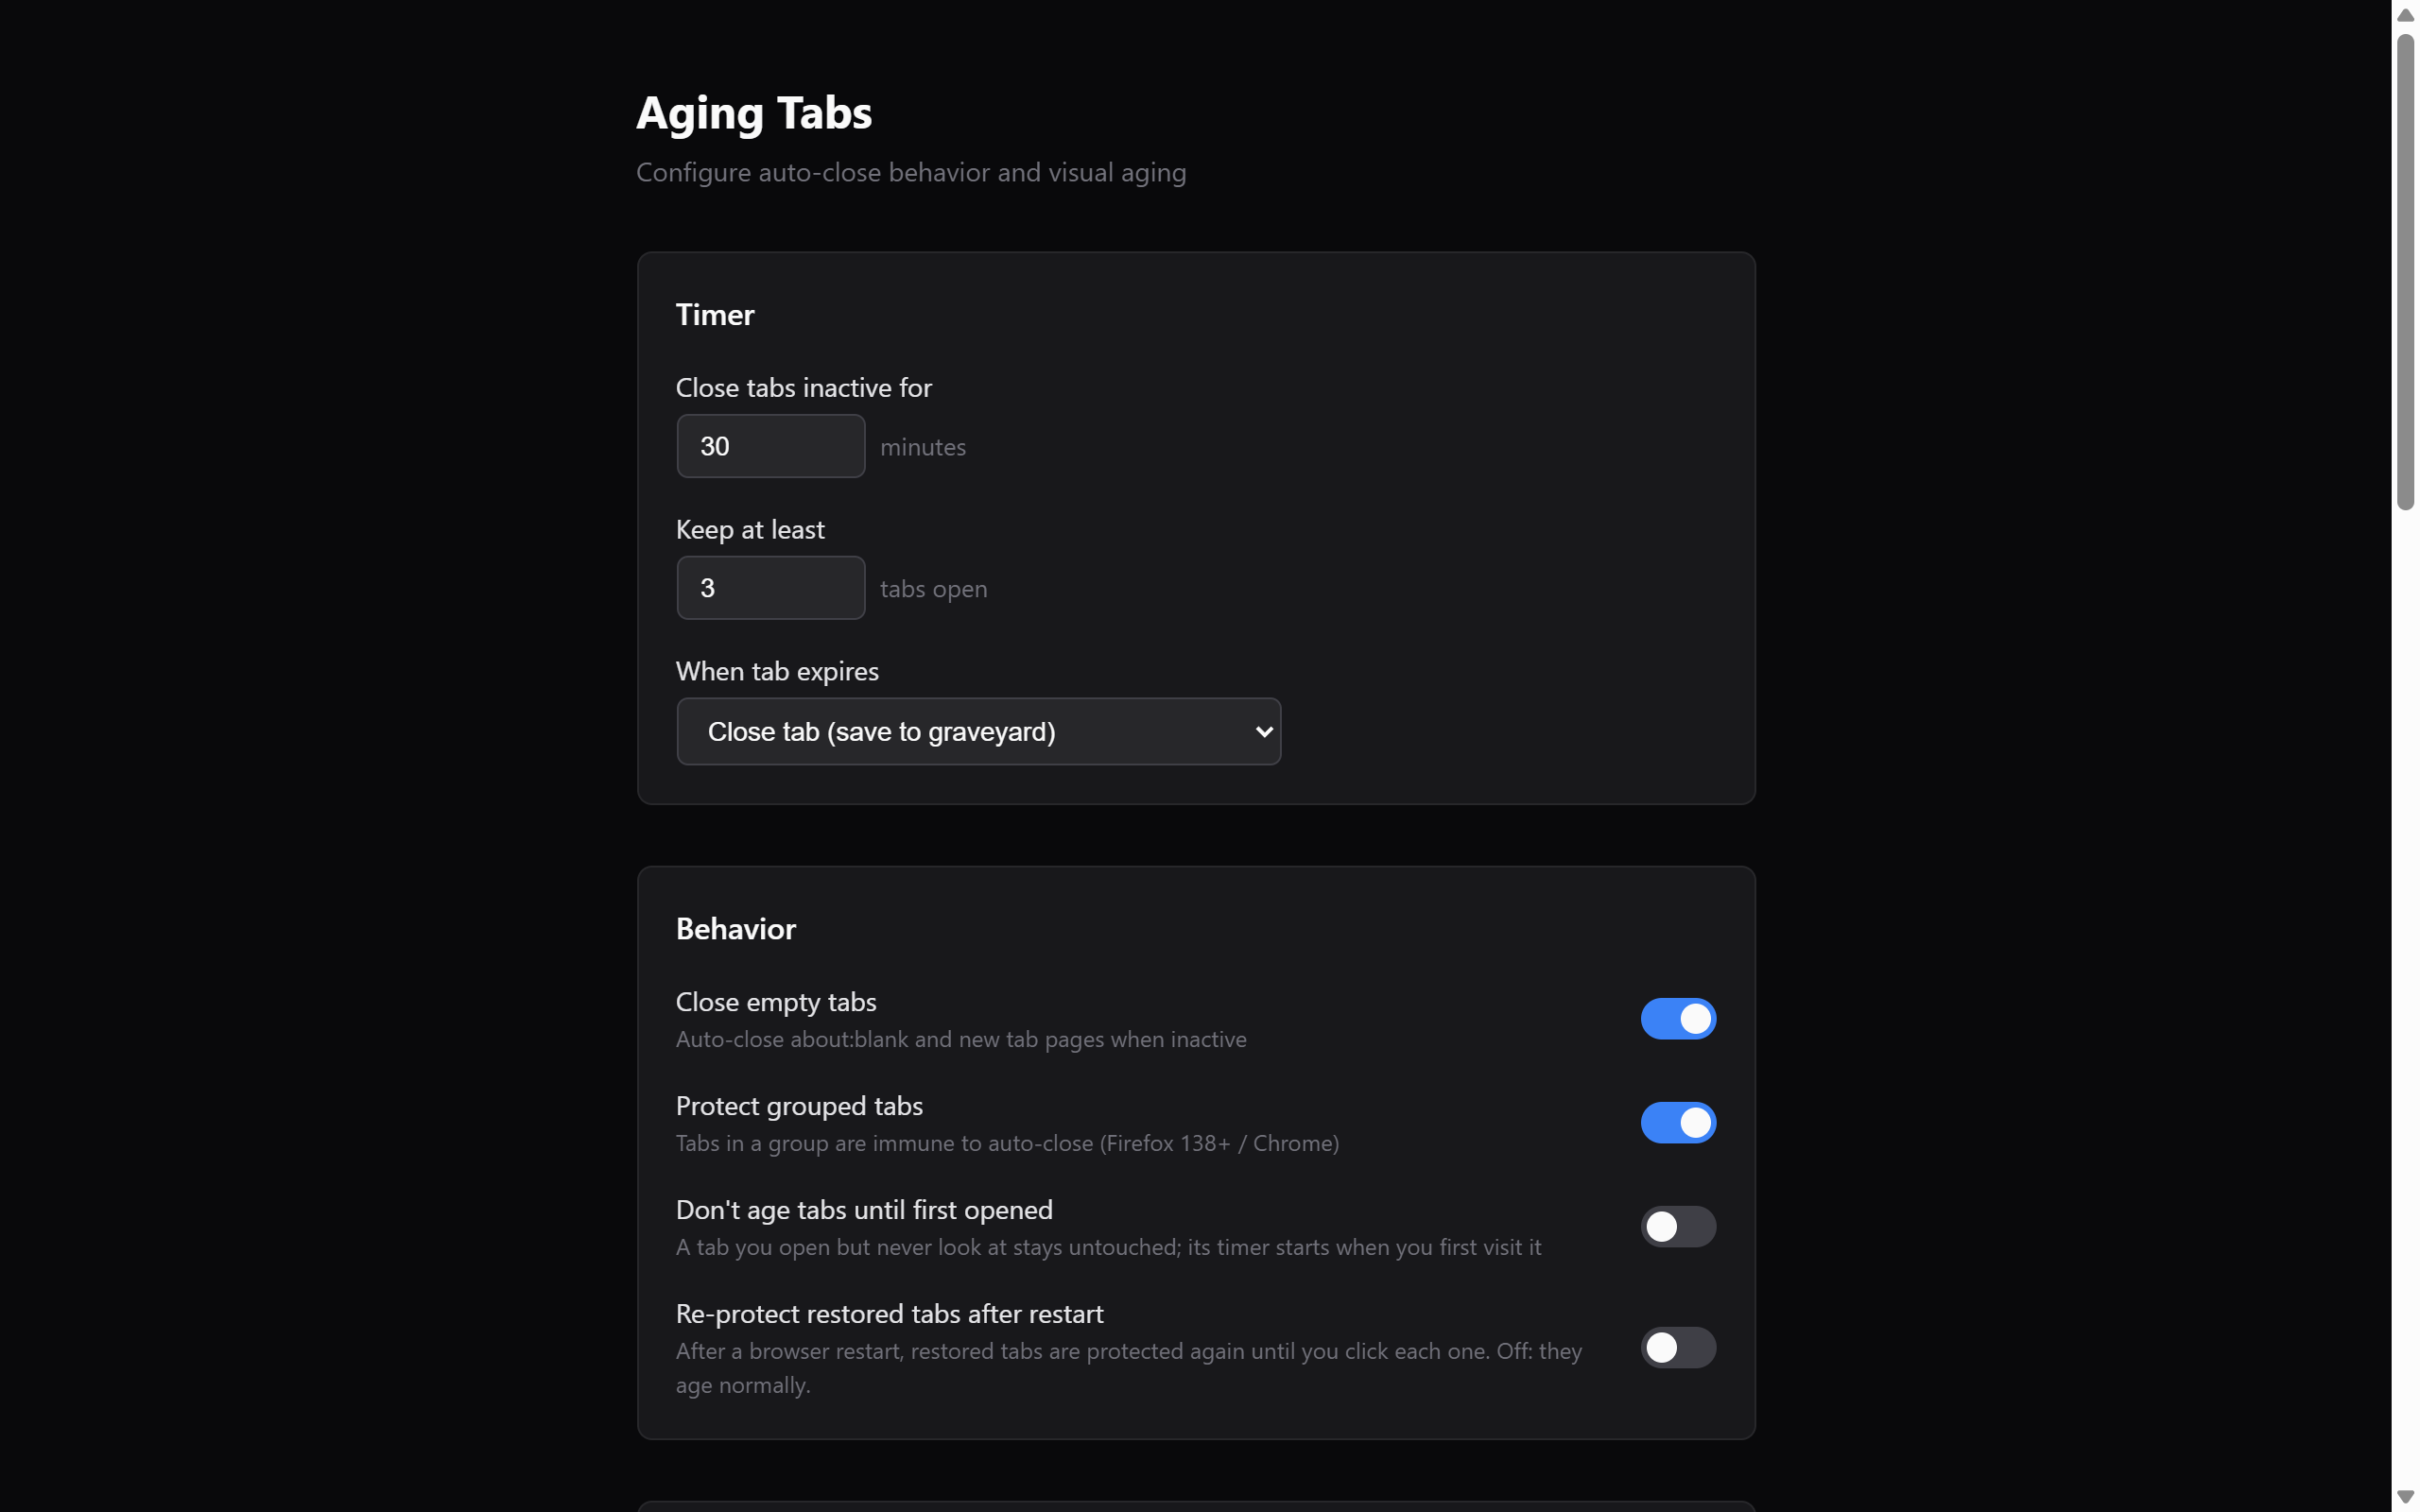 Aging Tabs
Configure auto-close behavior and visual aging
Timer
Close tabs inactive for
30 minutes
Keep at least
3 tabs open
When tab expires
Close tab (save to graveyard)
Behavior
Close empty tabs
Auto-close about:blank and new tab pages when inactive
Protect grouped tabs
Tabs in a group are immune to auto-close (Firefox 138+ / Chrome)
Don't age tabs until first opened
A tab you open but never look at stays untouched; its timer starts when you first visit it
Re-protect restored tabs after restart
After a browser restart, restored tabs are protected again until you click each one. Off: they
age normally.